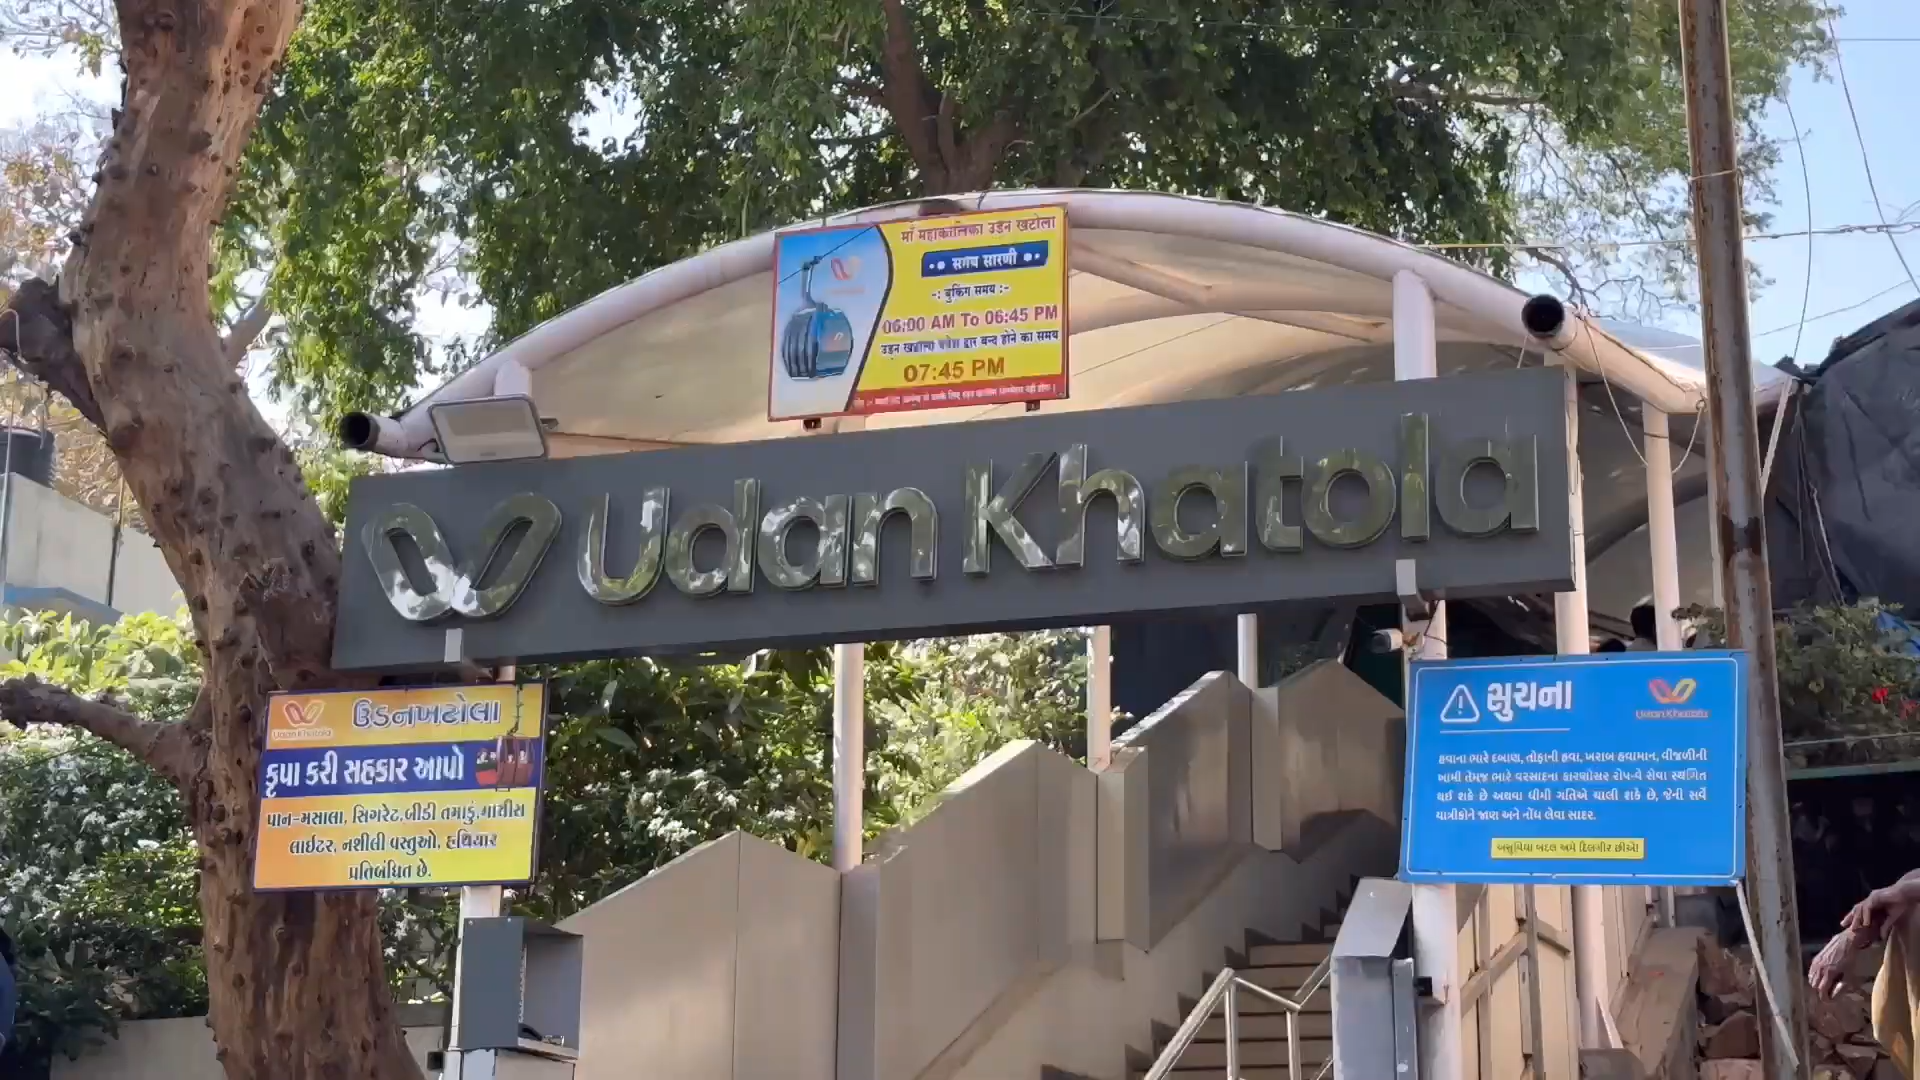 माँ महाकालिका उडन खटोला
समय सारणी
-: बुकिंग समय :-
06:00 AM To 06:45 PM
उडन खटोला प्रवेश द्वार बन्द होने का समय
07:45 PM
Udan Khatola
Udan Khatola
ઉડનખટોલા
કૃપા કરી સહકાર આપો
પાન-મસાલા, સિગરેટ,બીડી તમાકું,માચીસ
લાઈટર, નશીલી વસ્તુઓ, હથિયાર
પ્રતિબંધિત છે.
સુચના
Udan Khatola
હવાના ભારે દબાણ, તોફાની હવા, ખરાબ હવામાન, વીજળીની
ખામી તેમજ ભારે વરસાદના કારણોસર રોપ-વે સેવા સ્થગિત
થઈ શકે છે અથવા ધીમી ગતિએ ચાલી શકે છે, જેની સર્વે
યાત્રીકોને જાણ અને નોંધ લેવા સાદર.
અસુવિધા બદલ અમે દિલગીર છીએ!